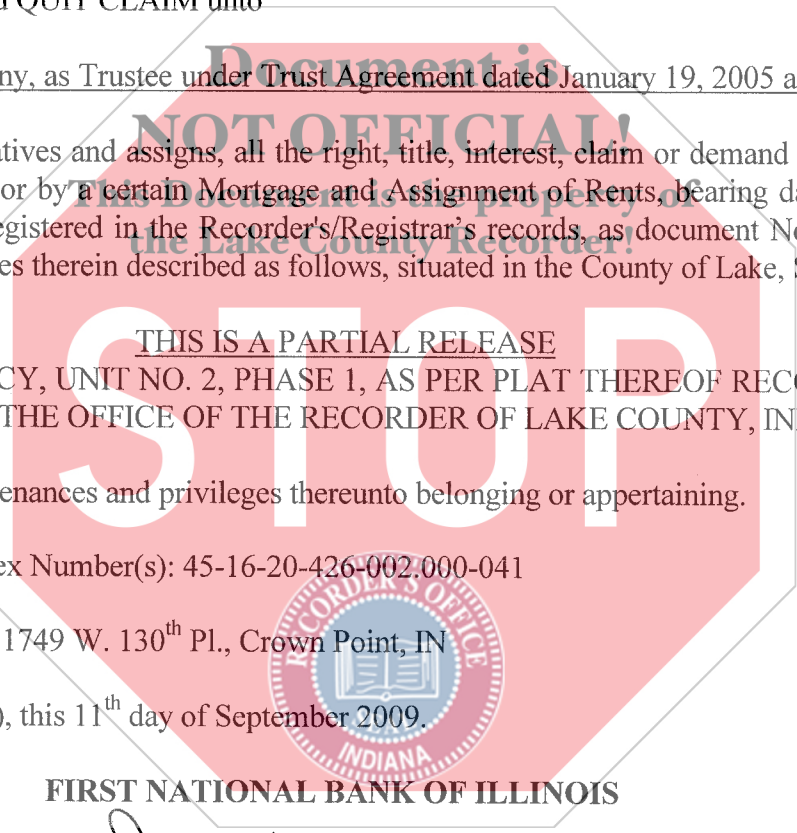 QUIT CLAIM unto
Document is
ny, as Trustee under Trust Agreement dated January 19, 2005 a
NOT OFFICIAL!
tives and assigns, all the right, title, interest, claim or demand
This Document is the property of
or by a certain Mortgage and Assignment of Rents, bearing da
the Lake County Recorder!
egistered in the Recorder's/Registrar's records, as document No
es therein described as follows, situated in the County of Lake, S
THIS IS A PARTIAL RELEASE
CY, UNIT NO. 2, PHASE 1, AS PER PLAT THEREOF RECO
THE OFFICE OF THE RECORDER OF LAKE COUNTY, IN
STOP
enances and privileges thereunto belonging or appertaining.
ex Number(s): 45-16-20-426-002.000-041
RECORDER'S OFFICE
1749 W. 130th Pl., Crown Point, IN
), this 11th day of September 2009.
SEAL
INDIANA
FIRST NATIONAL BANK OF ILLINOIS